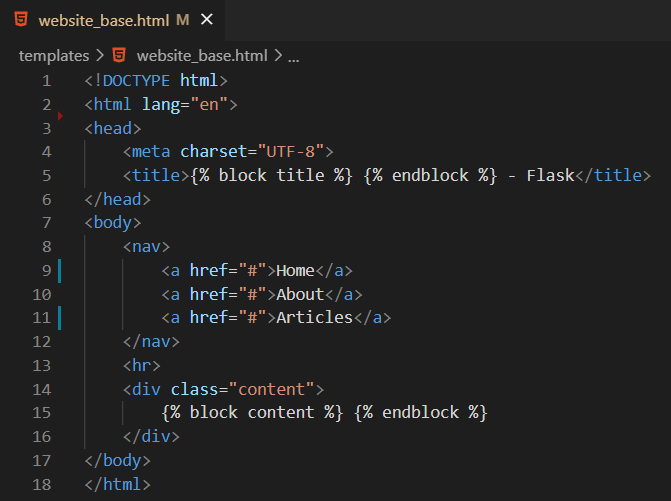 website_base.html M
templates > website_base.html > ...
1 <!DOCTYPE html>
2 <html lang="en">
3 <head>
4 <meta charset="UTF-8">
5 <title>{% block title %} {% endblock %} - Flask</title>
6 </head>
7 <body>
8 <nav>
9 <a href="#">Home</a>
10 <a href="#">About</a>
11 <a href="#">Articles</a>
12 </nav>
13 <hr>
14 <div class="content">
15 {% block content %} {% endblock %}
16 </div>
17 </body>
18 </html>